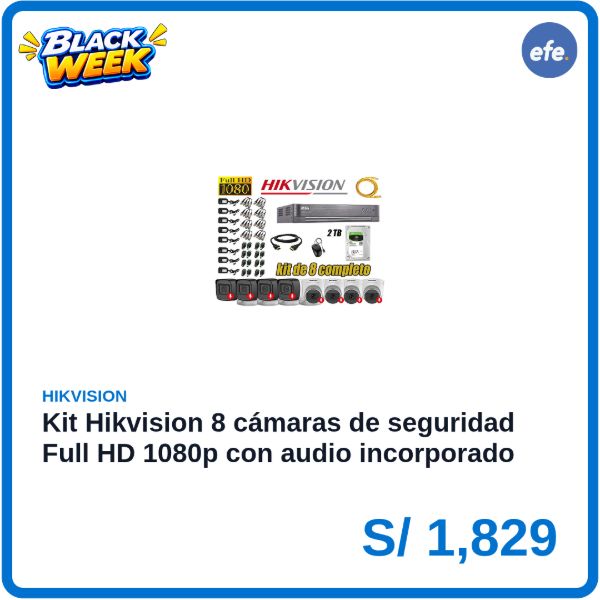 BLACK
WEEK
efe.
Full HD
1080
HIKVISION
2 TB
kit de 8 completo
HIKVISION
Kit Hikvision 8 cámaras de seguridad
Full HD 1080p con audio incorporado
S/ 1,829